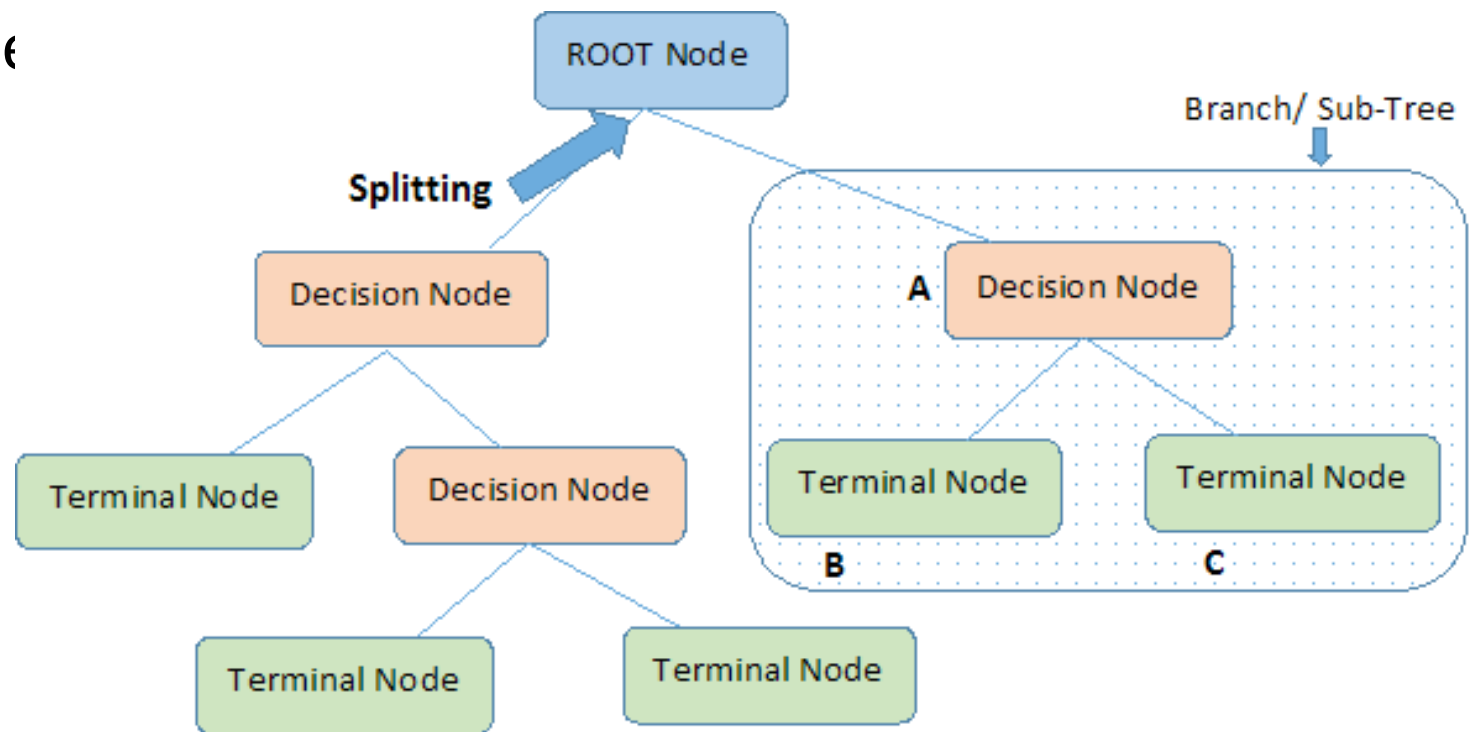 ROOT Node
Branch/ Sub-Tree
Splitting
Decision Node
A Decision Node
Terminal Node
Decision Node
Terminal Node
Terminal Node
B
C
Terminal Node
Terminal Node